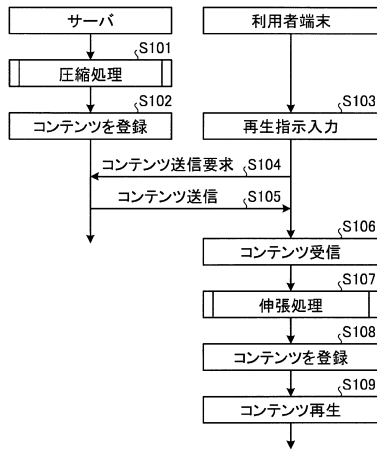 サーバ
利用者端末
S101
圧縮処理
S102
コンテンツを登録
S103
再生指示入力
コンテンツ送信要求 S104
コンテンツ送信 S105
S106
コンテンツ受信
S107
伸張処理
S108
コンテンツを登録
S109
コンテンツ再生